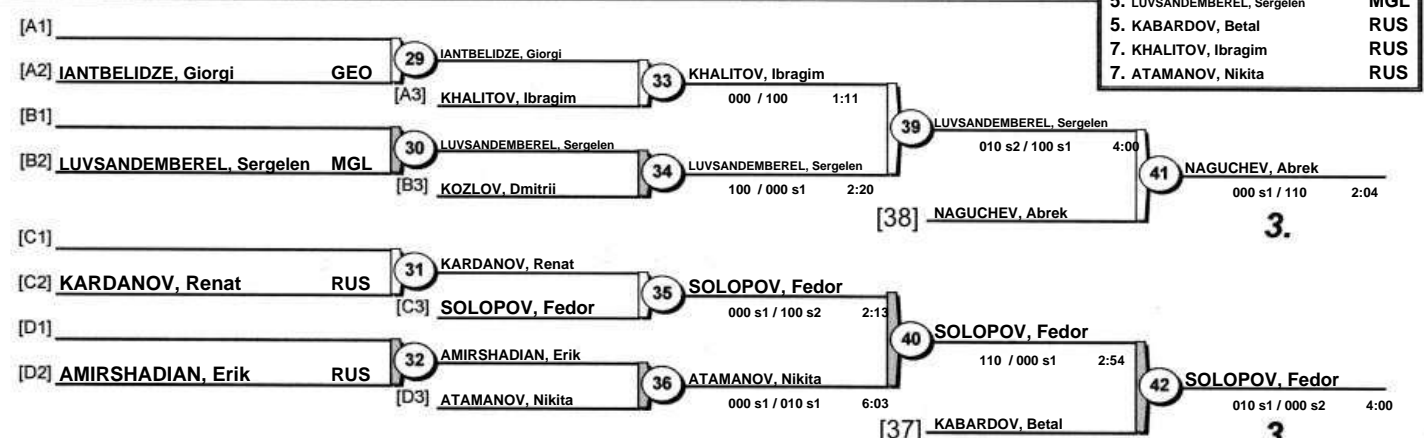 5. LUVSANDEMBEREL, Sergelen MGL
5. KABARDOV, Betal RUS
7. KHALITOV, Ibragim RUS
7. ATAMANOV, Nikita RUS
[A1]
[A2] IANTBELIDZE, Giorgi GEO
29
IANTBELIDZE, Giorgi
[A3] KHALITOV, Ibragim
33
KHALITOV, Ibragim
000 / 100 1:11
[B1]
[B2] LUVSANDEMBEREL, Sergelen MGL
30
LUVSANDEMBEREL, Sergelen
[B3] KOZLOV, Dmitrii
34
LUVSANDEMBEREL, Sergelen
100 / 000 s1 2:20
39
LUVSANDEMBEREL, Sergelen
010 s2 / 100 s1 4:00
[38] NAGUCHEV, Abrek
41
NAGUCHEV, Abrek
000 s1 / 110 2:04
3.
[C1]
[C2] KARDANOV, Renat RUS
31
KARDANOV, Renat
[C3] SOLOPOV, Fedor
35
SOLOPOV, Fedor
000 s1 / 100 s2 2:13
[D1]
[D2] AMIRSHADIAN, Erik RUS
32
AMIRSHADIAN, Erik
[D3] ATAMANOV, Nikita
36
ATAMANOV, Nikita
000 s1 / 010 s1 6:03
40
SOLOPOV, Fedor
110 / 000 s1 2:54
[37] KABARDOV, Betal
42
SOLOPOV, Fedor
010 s1 / 000 s2 4:00
3